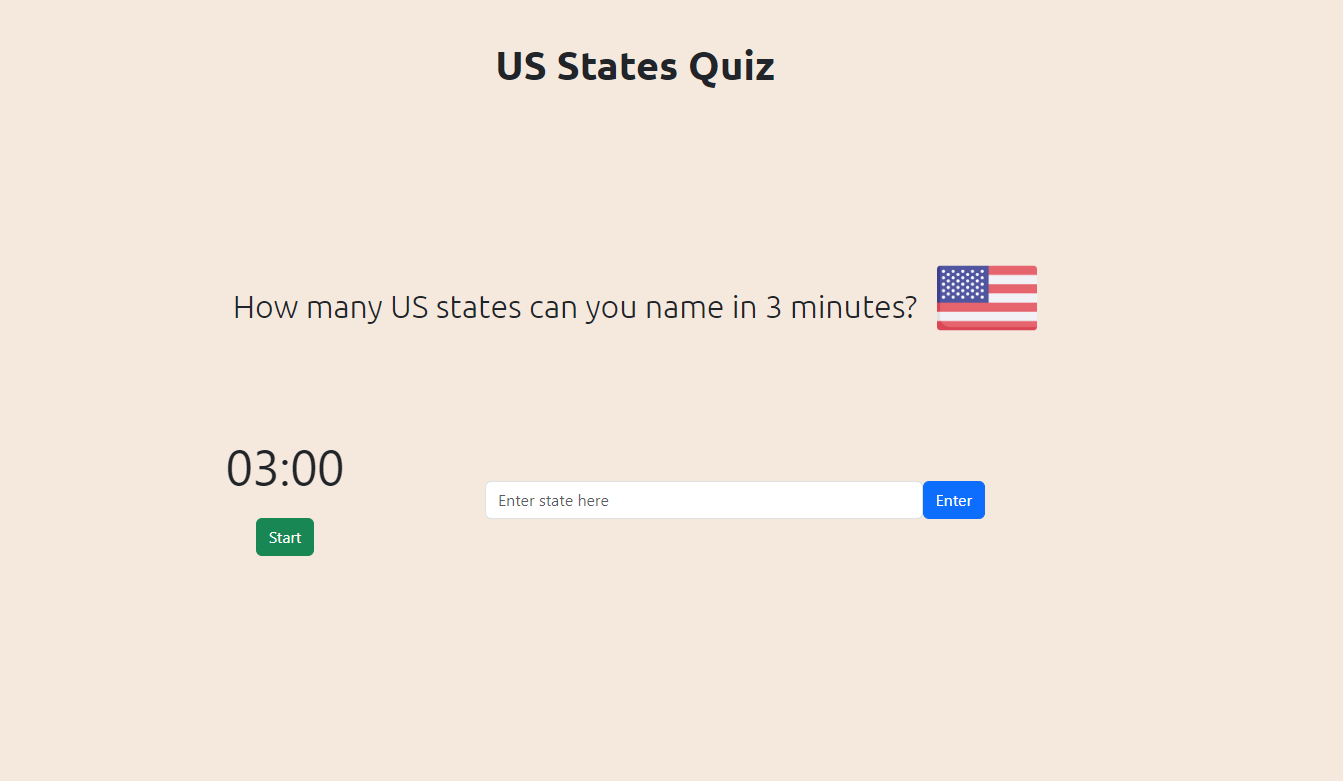 US States Quiz
How many US states can you name in 3 minutes?
03:00
Start
Enter state here
Enter